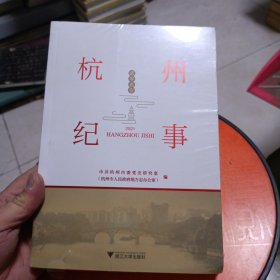 杭州
2021
HANGZHOU JISHI
纪事
中共杭州市委党史研究室
（杭州市人民政府地方志办公室）
编
浙江大学出版社